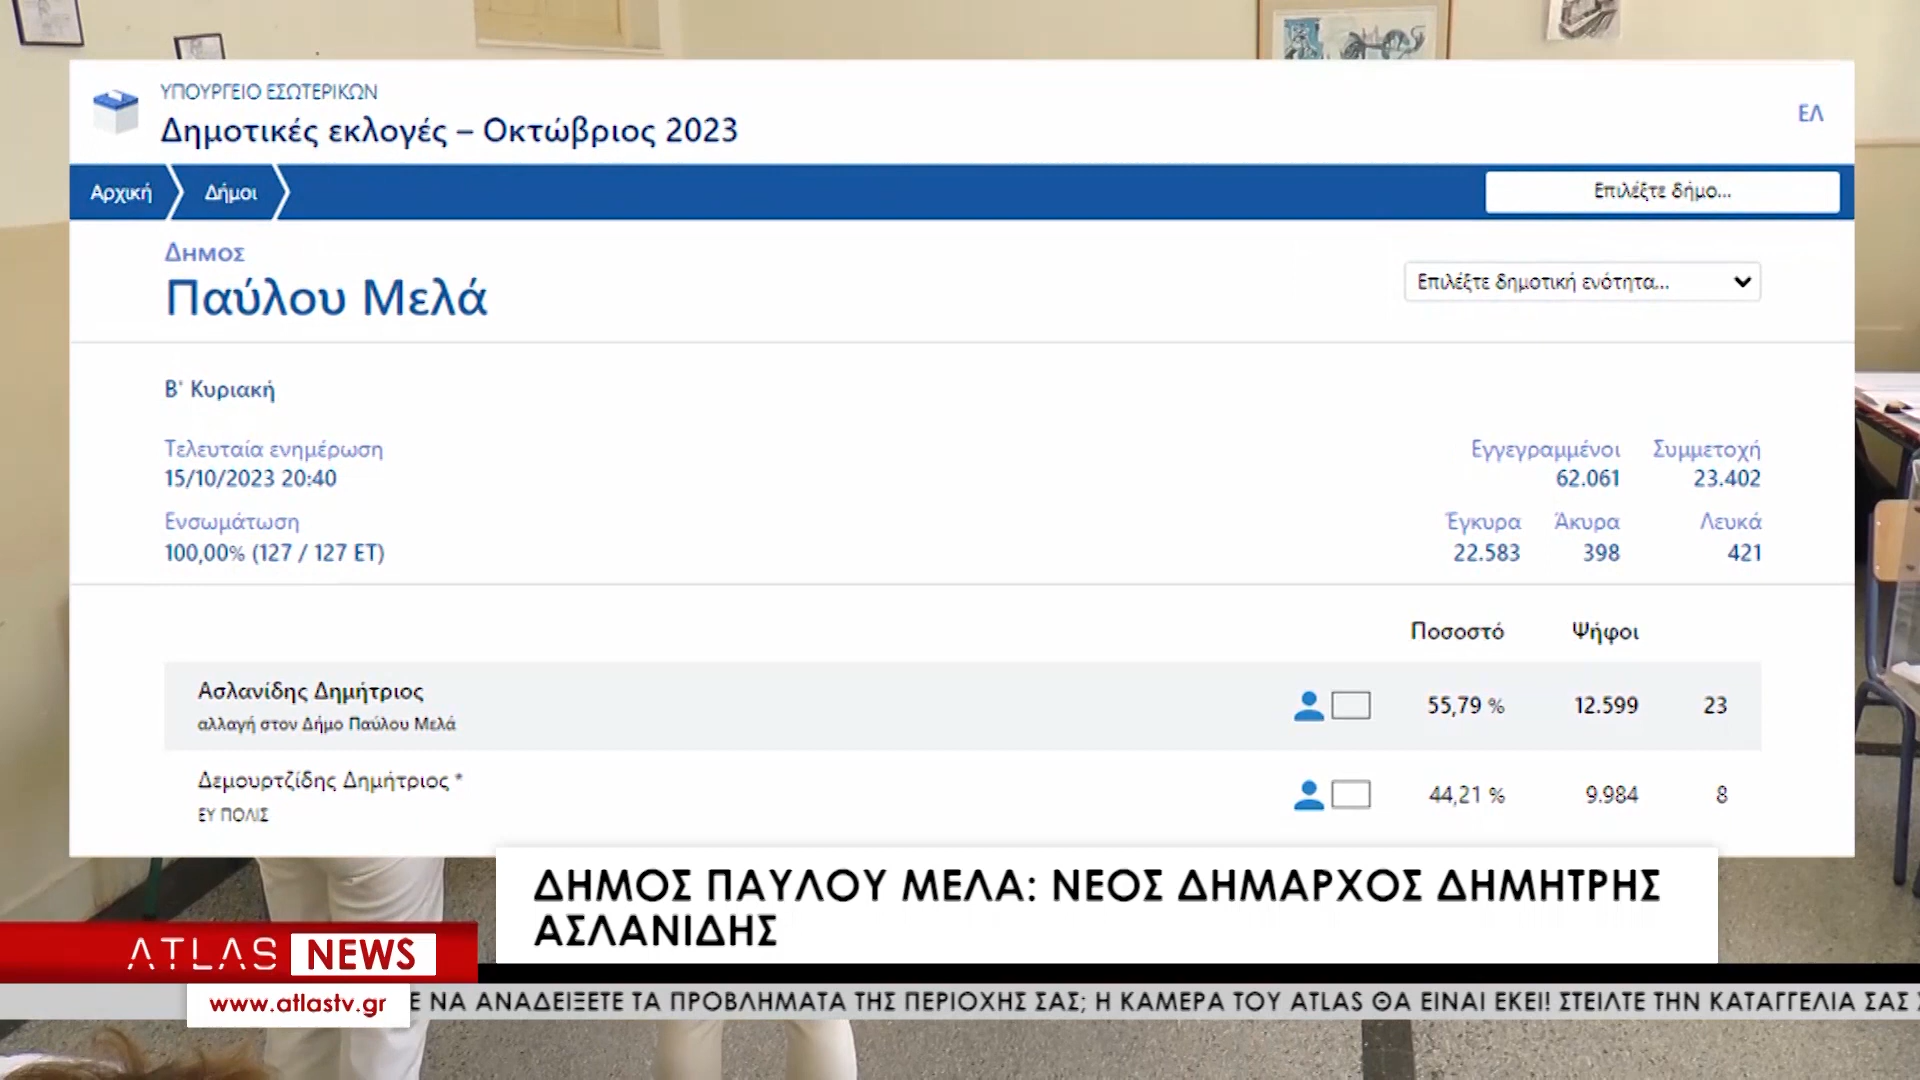 ΥΠΟΥΡΓΕΙΟ ΕΣΩΤΕΡΙΚΩΝ
Δημοτικές εκλογές – Οκτώβριος 2023
ΕΛ
Αρχική Δήμοι Επιλέξτε δήμο...
ΔΗΜΟΣ
Παύλου Μελά
Επιλέξτε δημοτική ενότητα...
Β' Κυριακή
Τελευταία ενημέρωση Εγγεγραμμένοι Συμμετοχή
15/10/2023 20:40 62.061 23.402
Ενσωμάτωση Έγκυρα Άκυρα Λευκά
100,00% (127 / 127 ΕΤ) 22.583 398 421
Ποσοστό Ψήφοι
Ασλανίδης Δημήτριος 55,79 % 12.599 23
αλλαγή στον Δήμο Παύλου Μελά
Δεμουρτζίδης Δημήτριος * 44,21 % 9.984 8
ΕΥ ΠΟΛΙΣ
ΔΗΜΟΣ ΠΑΥΛΟΥ ΜΕΛΑ: ΝΕΟΣ ΔΗΜΑΡΧΟΣ ΔΗΜΗΤΡΗΣ
ΑΣΛΑΝΙΔΗΣ
ATLAS NEWS
www.atlastv.gr
Ε ΝΑ ΑΝΑΔΕΙΞΕΤΕ ΤΑ ΠΡΟΒΛΗΜΑΤΑ ΤΗΣ ΠΕΡΙΟΧΗΣ ΣΑΣ; Η ΚΑΜΕΡΑ ΤΟΥ ATLAS ΘΑ ΕΙΝΑΙ ΕΚΕΙ! ΣΤΕΙΛΤΕ ΤΗΝ ΚΑΤΑΓΓΕΛΙΑ ΣΑΣ